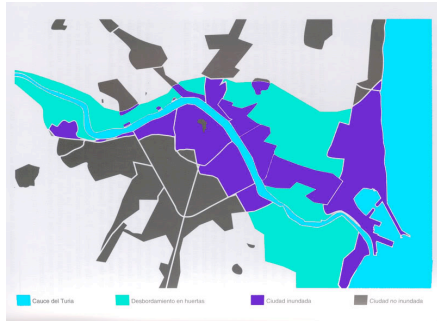 Cauce del Turia
Desbordamiento en huertas
Ciudad inundada
Ciudad no inundada